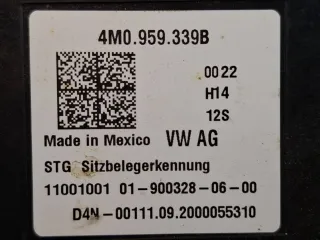 4M0.959.339B
0022
H14
12S
Made in Mexico VW AG
STG Sitzbelegerkennung
11001001 01-900328-06-00
D4N-00111.09.2000055310